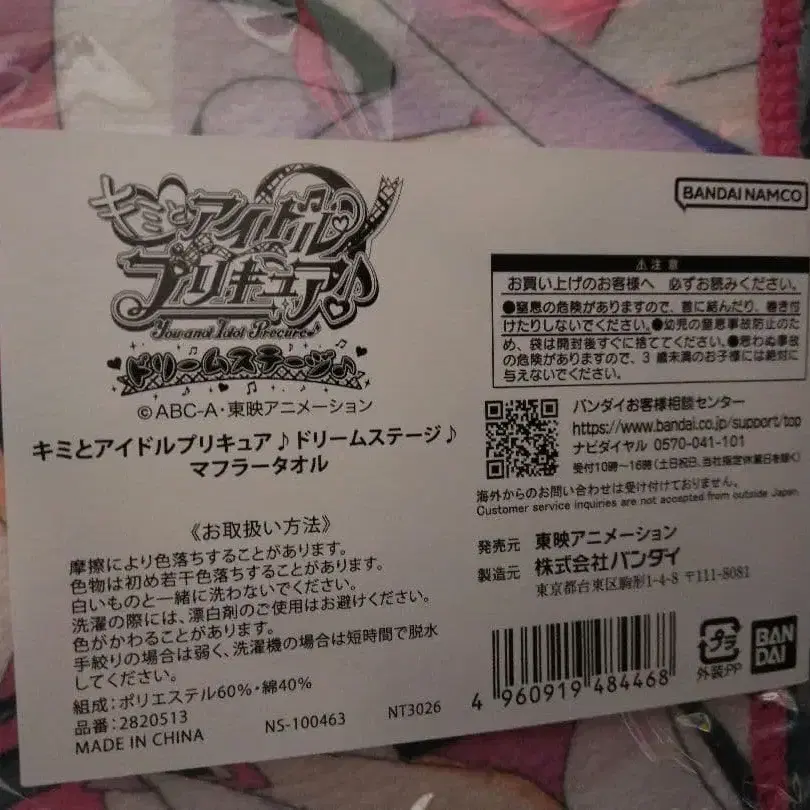 キミとアイドル
プリキュア♪
You and Idol Precure♪
ドリームステージ♪
©ABC-A・東映アニメーション
キミとアイドルプリキュア♪ドリームステージ♪
マフラータオル
《お取扱い方法》
摩擦により色落ちすることがあります。
色物は初め若干色落ちすることがあります。
白いものと一緒に洗わないでください。
洗濯の際には、漂白剤のご使用はお避けください。
色がかわることがあります。
手絞りの場合は弱く、洗濯機の場合は短時間で脱水
してください。
組成：ポリエステル60%・綿40%
品番：2820513
NS-100463
NT3026
MADE IN CHINA
BANDAI NAMCO
⚠注意
お買い上げのお客様へ 必ずお読みください。
●窒息の危険がありますので、首に結んだり、巻き付
けたりしないでください。●幼児の窒息事故防止のた
め、袋は開封後すぐに捨ててください。●思わぬ事故
の危険がありますので、3歳未満のお子様には絶対に
与えないでください。
バンダイお客様相談センター
https://www.bandai.co.jp/support/top
ナビダイヤル 0570-041-101
受付10時～16時(土日祝日、当社指定休業日を除く)
海外からのお問い合わせは受け付けておりません。
Customer service inquiries are not accepted from outside Japan.
発売元 東映アニメーション
製造元 株式会社バンダイ
東京都台東区駒形1-4-8 〒111-8081
4 960919 484468
プラ
外装:PP
BAN
DAI